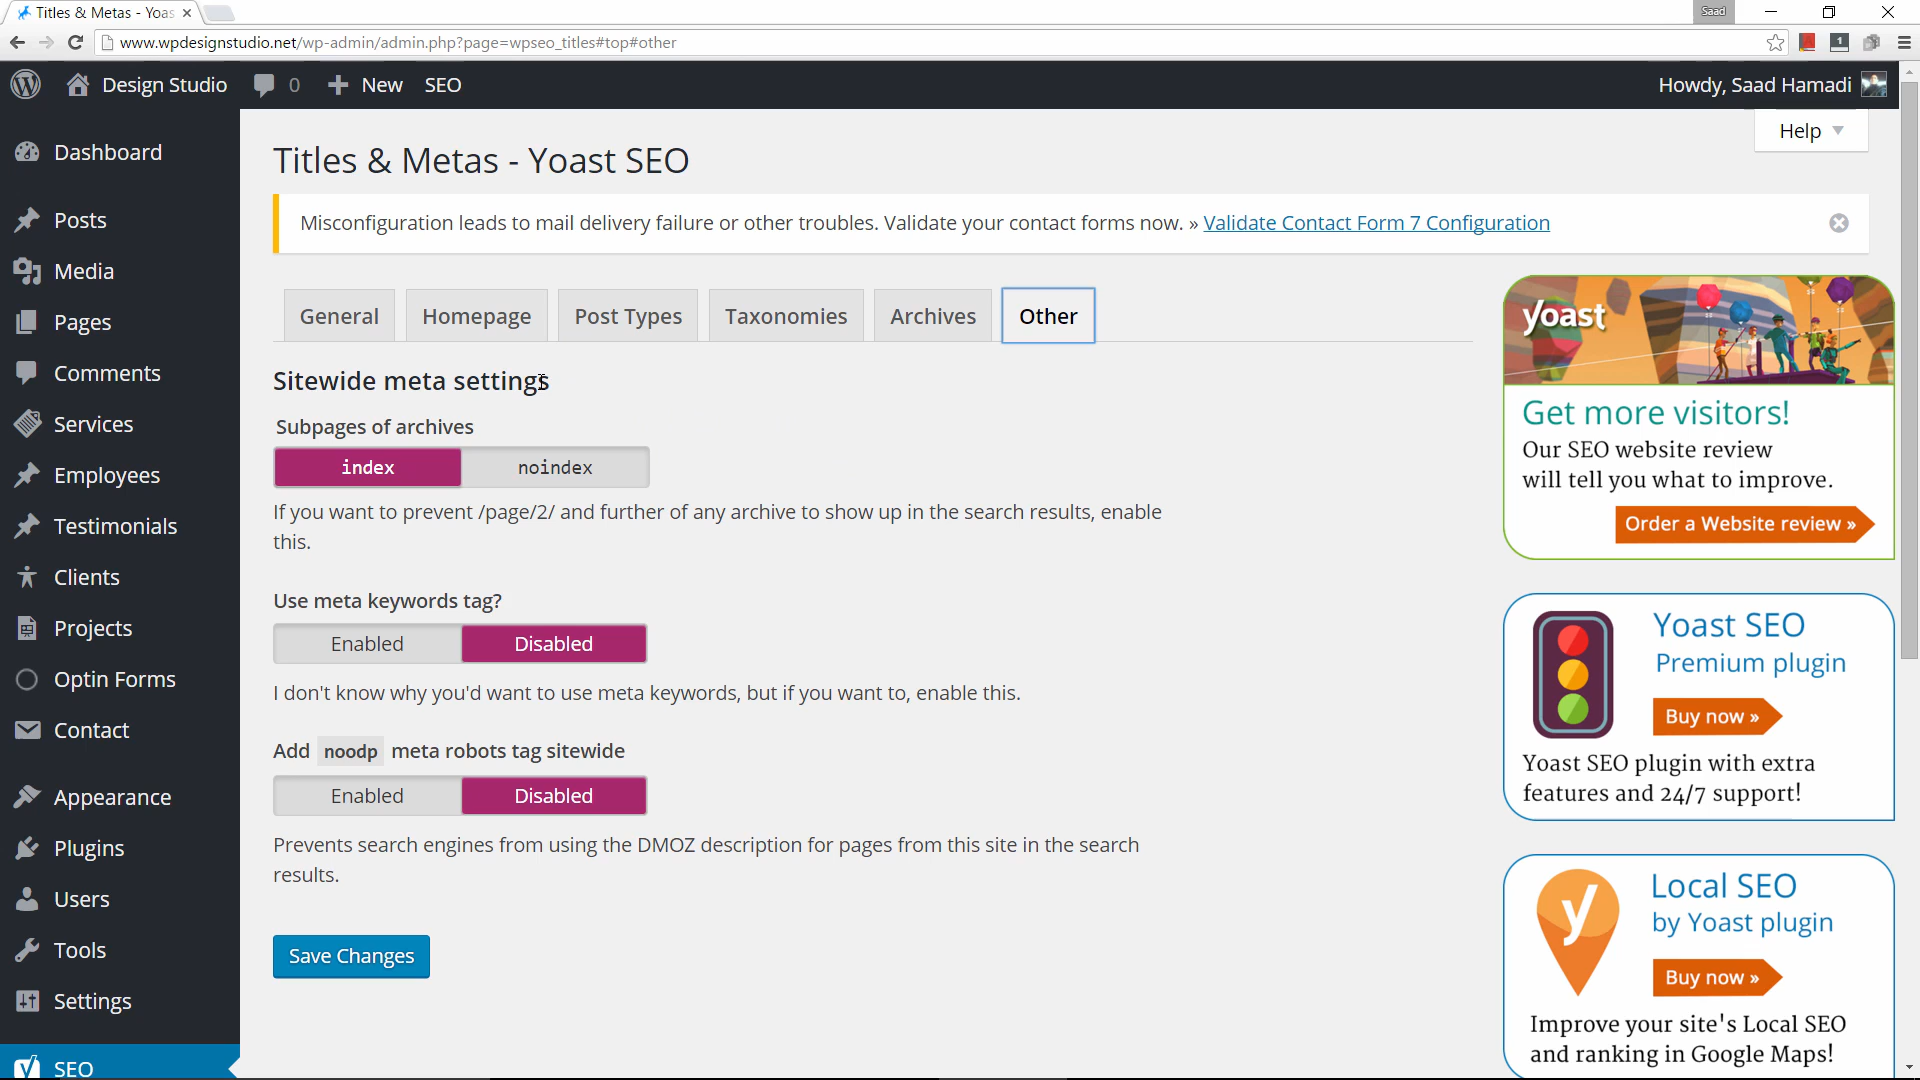 Titles & Metas - Yoas
Saad
www.wpdesignstudio.net/wp-admin/admin.php?page=wpseo_titles#top#other
1
Design Studio 0 New SEO
Howdy, Saad Hamadi
Help
Dashboard
Posts
Media
Pages
Comments
Services
Employees
Testimonials
Clients
Projects
Optin Forms
Contact
Appearance
Plugins
Users
Tools
Settings
SEO
Titles & Metas - Yoast SEO
Misconfiguration leads to mail delivery failure or other troubles. Validate your contact forms now. » Validate Contact Form 7 Configuration
General Homepage Post Types Taxonomies Archives Other
Sitewide meta settings
Subpages of archives
index noindex
If you want to prevent /page/2/ and further of any archive to show up in the search results, enable
this.
Use meta keywords tag?
Enabled Disabled
I don't know why you'd want to use meta keywords, but if you want to, enable this.
Add noodp meta robots tag sitewide
Enabled Disabled
Prevents search engines from using the DMOZ description for pages from this site in the search
results.
Save Changes
yoast
Get more visitors!
Our SEO website review
will tell you what to improve.
Order a Website review »
Yoast SEO
Premium plugin
Buy now »
Yoast SEO plugin with extra
features and 24/7 support!
Local SEO
by Yoast plugin
Buy now »
Improve your site's Local SEO
and ranking in Google Maps!